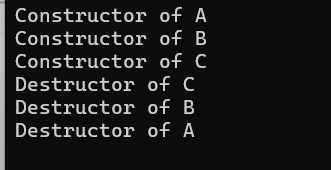 Constructor of A
Constructor of B
Constructor of C
Destructor of C
Destructor of B
Destructor of A